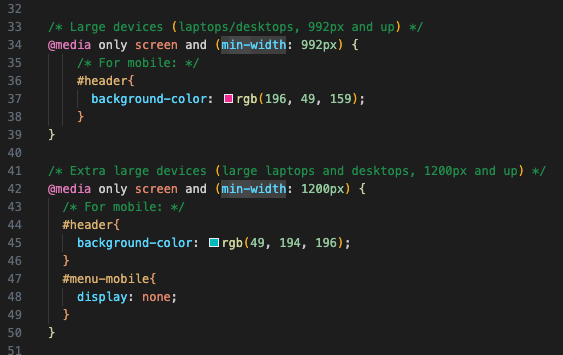 32
33 /* Large devices (laptops/desktops, 992px and up) */
34 @media only screen and (min-width: 992px) {
35     /* For mobile: */
36     #header{
37       background-color: rgb(196, 49, 159);
38     }
39 }
40
41 /* Extra large devices (large laptops and desktops, 1200px and up) */
42 @media only screen and (min-width: 1200px) {
43   /* For mobile: */
44   #header{
45     background-color: rgb(49, 194, 196);
46   }
47   #menu-mobile{
48     display: none;
49   }
50 }
51